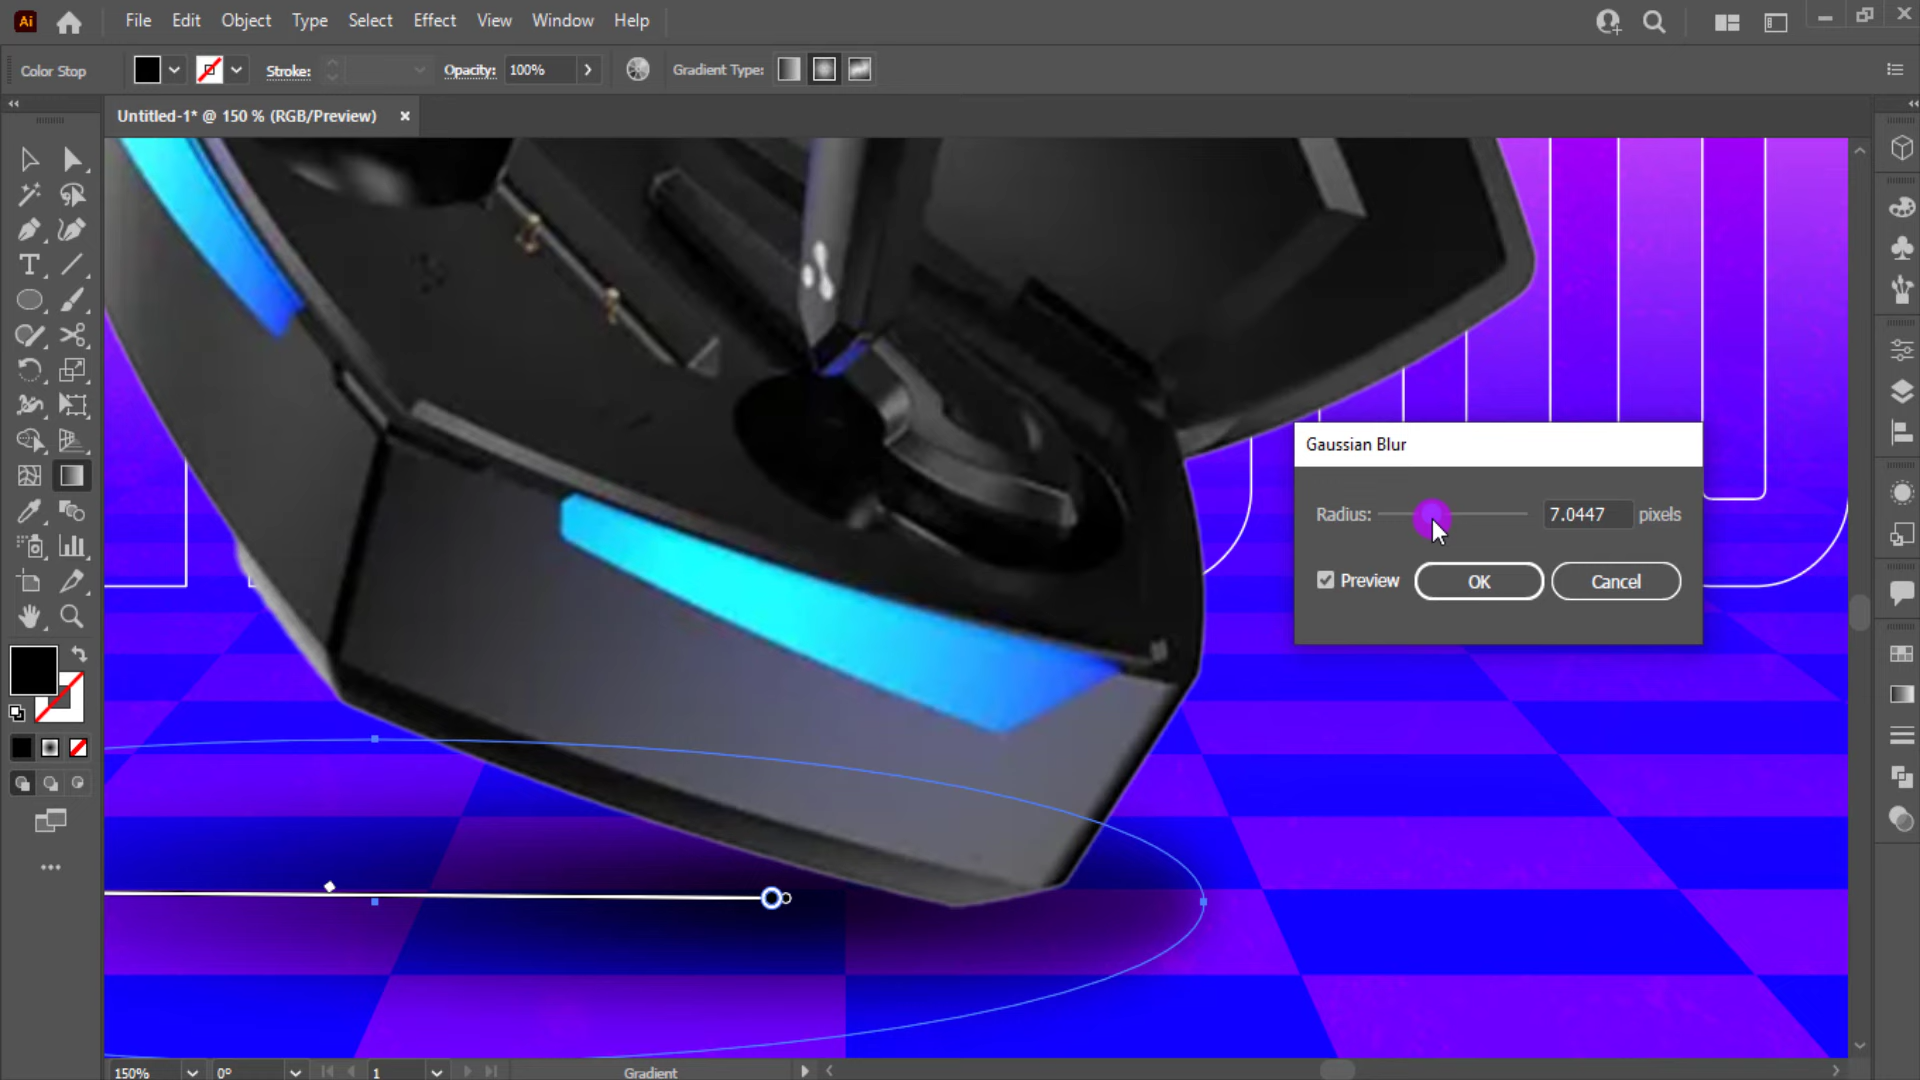 Ai File Edit Object Type Select Effect View Window Help
Color Stop Stroke: Opacity: 100% Gradient Type:
Untitled-1* @ 150 % (RGB/Preview) ×
Gaussian Blur
Radius: 7.0447 pixels
Preview OK Cancel
150% 0° 1 Gradient